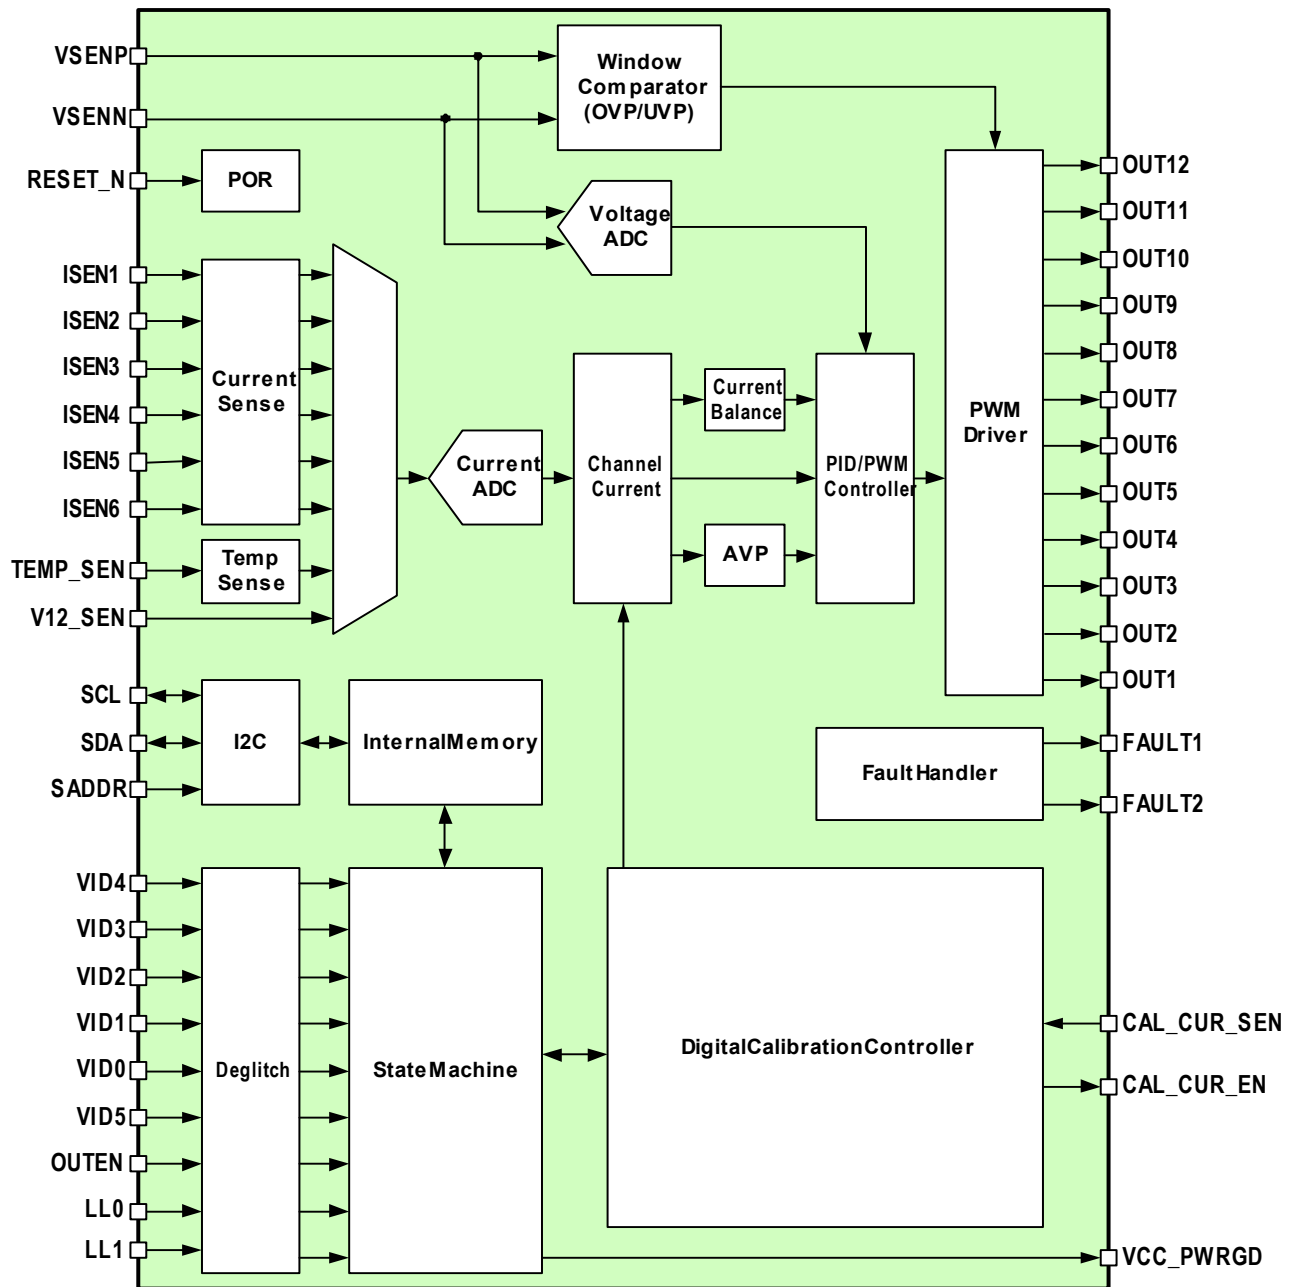 VSENP
VSENN
RESET_N
ISEN1
ISEN2
ISEN3
ISEN4
ISEN5
ISEN6
TEMP_SEN
V12_SEN
SCL
SDA
SADDR
VID4
VID3
VID2
VID1
VID0
VID5
OUTEN
LL0
LL1
Window
Comparator
(OVP/UVP)
POR
Voltage
ADC
Current
Sense
Temp
Sense
Current
ADC
Channel
Current
Current
Balance
AVP
PID/PWM
Controller
PWM
Driver
I2C
InternalMemory
FaultHandler
Deglitch
StateMachine
DigitalCalibrationController
OUT12
OUT11
OUT10
OUT9
OUT8
OUT7
OUT6
OUT5
OUT4
OUT3
OUT2
OUT1
FAULT1
FAULT2
CAL_CUR_SEN
CAL_CUR_EN
VCC_PWRGD